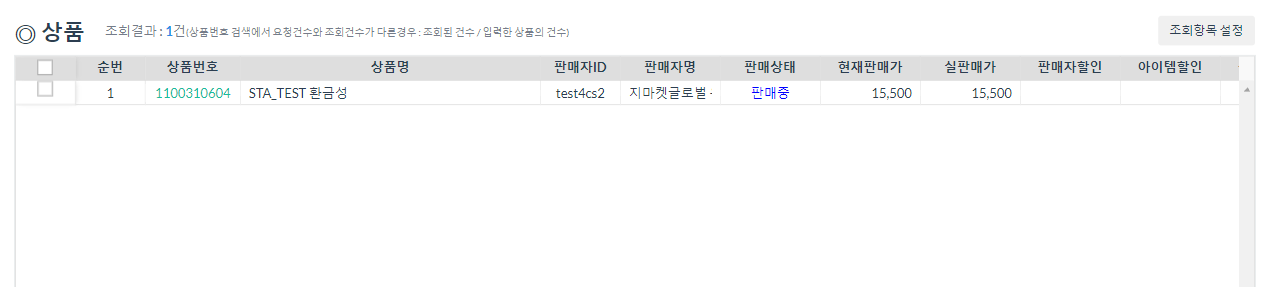 ◎ 상품 조회결과 : 1건(상품번호 검색에서 요청건수와 조회건수가 다른경우 : 조회된 건수 / 입력한 상품의 건수) 조회항목 설정
순번 상품번호 상품명 판매자ID 판매자명 판매상태 현재판매가 실판매가 판매자할인 아이템할인
1 1100310604 STA_TEST 환금성 test4cs2 지마켓글로벌 판매중 15,500 15,500